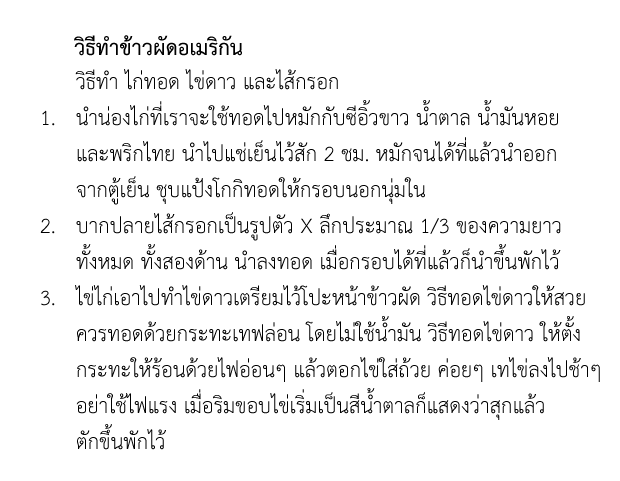 วิธีทำข้าวผัดอเมริกัน
วิธีทำ ไก่ทอด ไข่ดาว และไส้กรอก
1. นำน่องไก่ที่เราจะใช้ทอดไปหมักกับซีอิ้วขาว น้ำตาล น้ำมันหอย
และพริกไทย นำไปแช่เย็นไว้สัก 2 ชม. หมักจนได้ที่แล้วนำออก
จากตู้เย็น ชุบแป้งโกกิทอดให้กรอบนอกนุ่มใน
2. บากปลายไส้กรอกเป็นรูปตัว X ลึกประมาณ 1/3 ของความยาว
ทั้งหมด ทั้งสองด้าน นำลงทอด เมื่อกรอบได้ที่แล้วก็นำขึ้นพักไว้
3. ไข่ไก่เอาไปทำไข่ดาวเตรียมไว้โปะหน้าข้าวผัด วิธีทอดไข่ดาวให้สวย
ควรทอดด้วยกระทะเทฟล่อน โดยไม่ใช้น้ำมัน วิธีทอดไข่ดาว ให้ตั้ง
กระทะให้ร้อนด้วยไฟอ่อนๆ แล้วตอกไข่ใส่ถ้วย ค่อยๆ เทไข่ลงไปช้าๆ
อย่าใช้ไฟแรง เมื่อริมขอบไข่เริ่มเป็นสีน้ำตาลก็แสดงว่าสุกแล้ว
ตักขึ้นพักไว้